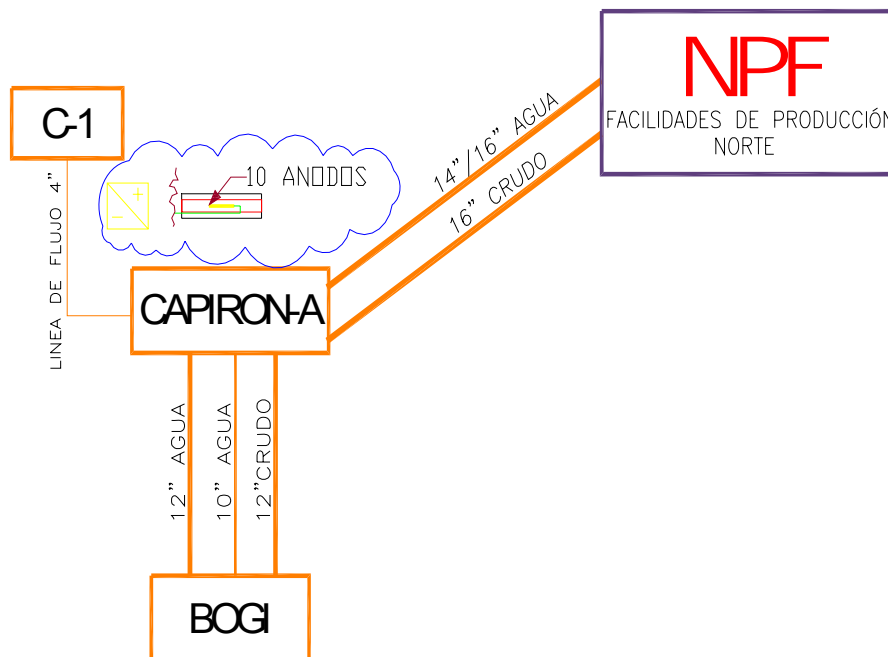 NPF
FACILIDADES DE PRODUCCIÓN
NORTE
C-1
10 ANODOS
14"/16" AGUA
16" CRUDO
LINEA DE FLUJO 4"
CAPIRON-A
12" AGUA
10" AGUA
12"CRUDO
BOGI